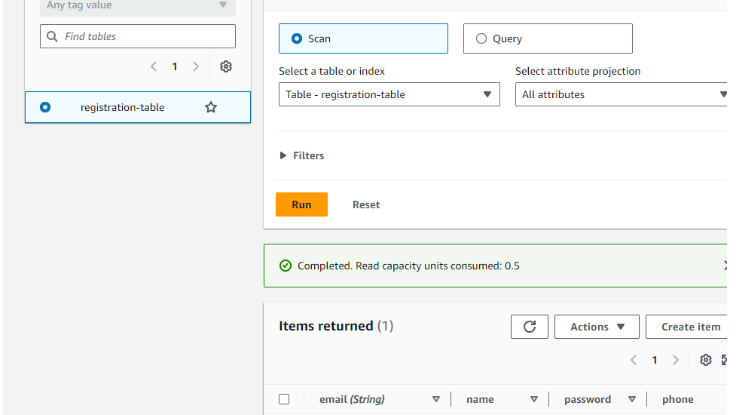 Any tag value
Find tables
1
registration-table
Scan
Query
Select a table or index
Select attribute projection
Table - registration-table
All attributes
Filters
Run
Reset
Completed. Read capacity units consumed: 0.5
Items returned (1)
Actions
Create item
1
email (String)
name
password
phone